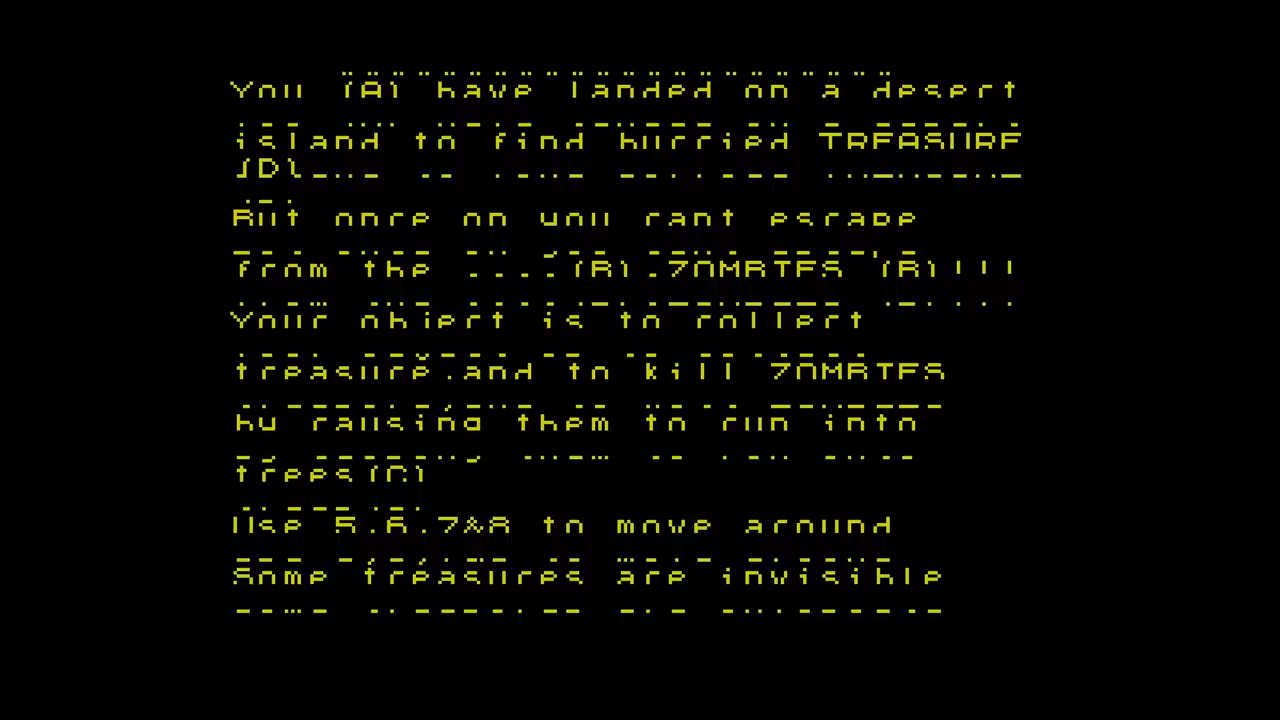 You (A) have landed on a desert
island to find burried TREASURE
(D)
But once on you cant escape
from the ...(B) .ZOMBIES (B)!!!
Your object is to collect
treasure.and to kill ZOMBIES
by causing them to run into
trees(C)
Use 5,6,7&8 to move around
Some treasures are invisible